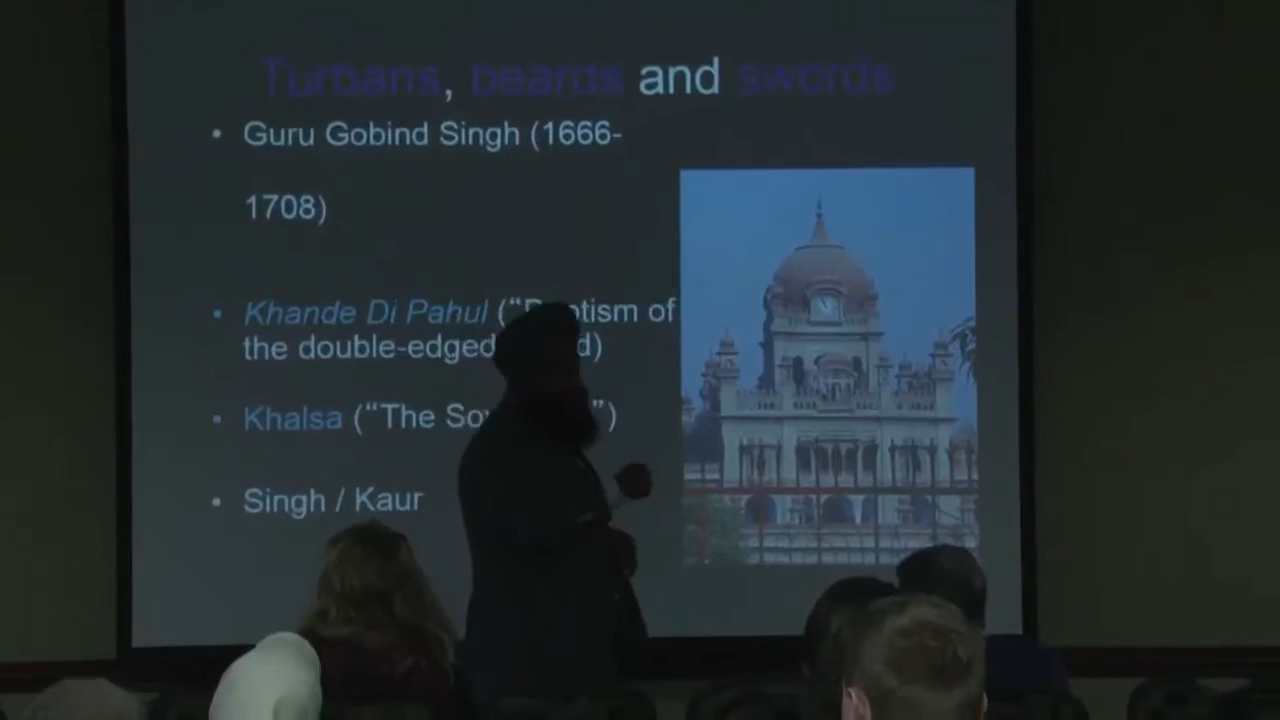 Turbans, beards and swords
• Guru Gobind Singh (1666-
1708)
• Khande Di Pahul (" of
the double-edged
• Khalsa ("The ")
• Singh / Kaur